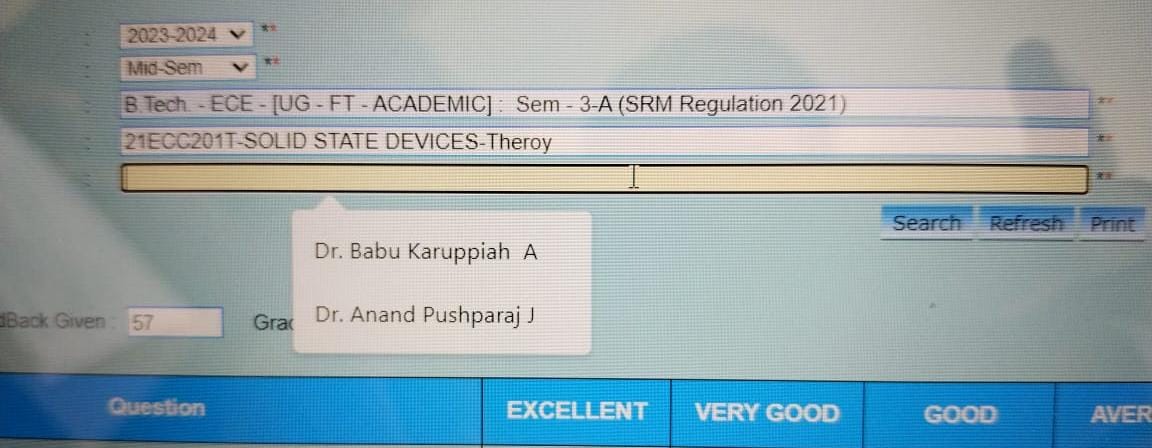 2023-2024 **
Mid-Sem **
B.Tech. - ECE - [UG - FT - ACADEMIC] : Sem - 3-A (SRM Regulation 2021) **
21ECC201T-SOLID STATE DEVICES-Theroy **
**
Search Refresh Print
Dr. Babu Karuppiah A
Dr. Anand Pushparaj J
dBack Given : 57 Grad
Question EXCELLENT VERY GOOD GOOD AVER